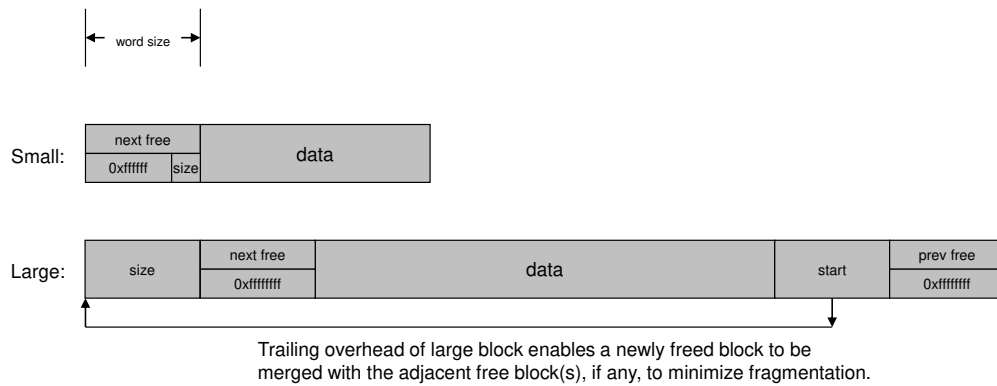 word size
Small:
next free
0xffffff
size
data
Large:
size
next free
0xffffffff
data
start
prev free
0xffffffff
Trailing overhead of large block enables a newly freed block to be
merged with the adjacent free block(s), if any, to minimize fragmentation.